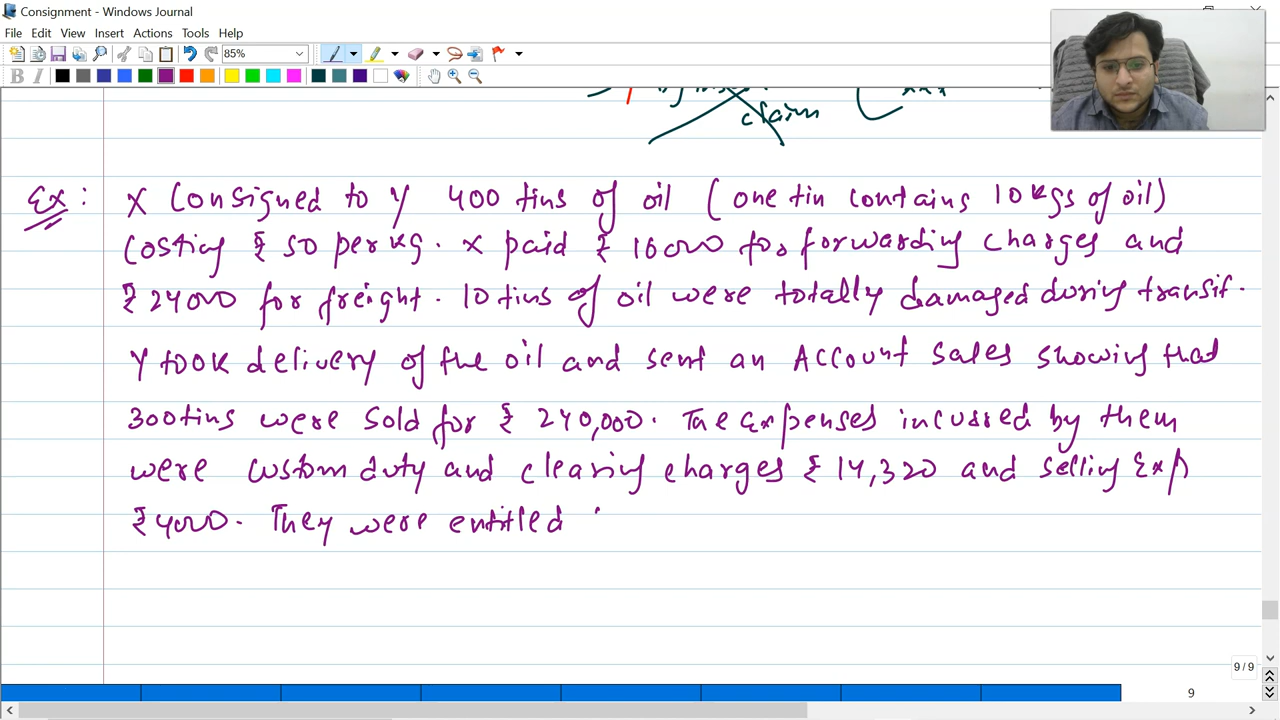 Consignment - Windows Journal
File Edit View Insert Actions Tools Help
85%
B I
claim
xxx
Ex: X Consigned to Y 400 tins of oil (one tin contains 10 kgs of oil)
Costing ₹ 50 per kg. X paid ₹ 16000 for forwarding charges and
₹ 24000 for freight. 10 tins of oil were totally damaged during transit.
Y took delivery of the oil and sent an Account Sales showing that
300 tins were sold for ₹ 240,000. The Expenses incurred by them
were custom duty and clearing charges ₹ 14,320 and selling Exp
₹ 4000. They were entitled
9 / 9
9